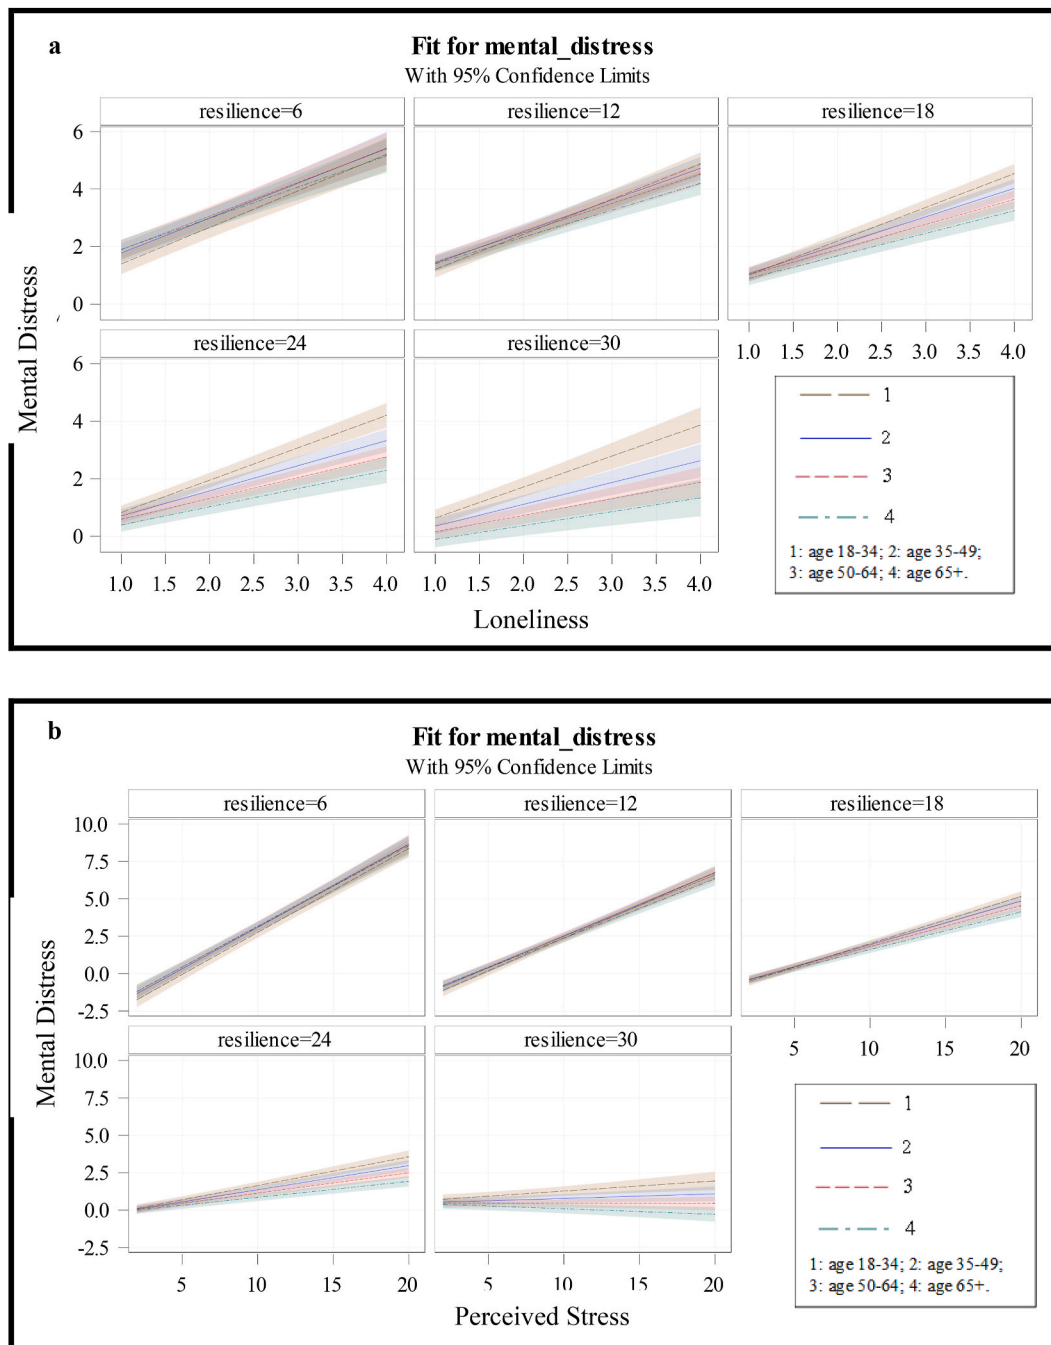 a
Fit for mental_distress
With 95% Confidence Limits
resilience=6
resilience=12
resilience=18
6
4
2
0
Mental Distress
resilience=24
resilience=30
1.0 1.5 2.0 2.5 3.0 3.5 4.0
6
4
2
0
1
2
3
4
1: age 18-34; 2: age 35-49;
3: age 50-64; 4: age 65+.
1.0 1.5 2.0 2.5 3.0 3.5 4.0
1.0 1.5 2.0 2.5 3.0 3.5 4.0
Loneliness
b
Fit for mental_distress
With 95% Confidence Limits
resilience=6
resilience=12
resilience=18
10.0
7.5
5.0
2.5
0.0
-2.5
Mental Distress
resilience=24
resilience=30
5 10 15 20
10.0
7.5
5.0
2.5
0.0
-2.5
1
2
3
4
1: age 18-34; 2: age 35-49;
3: age 50-64; 4: age 65+.
5 10 15 20
5 10 15 20
Perceived Stress